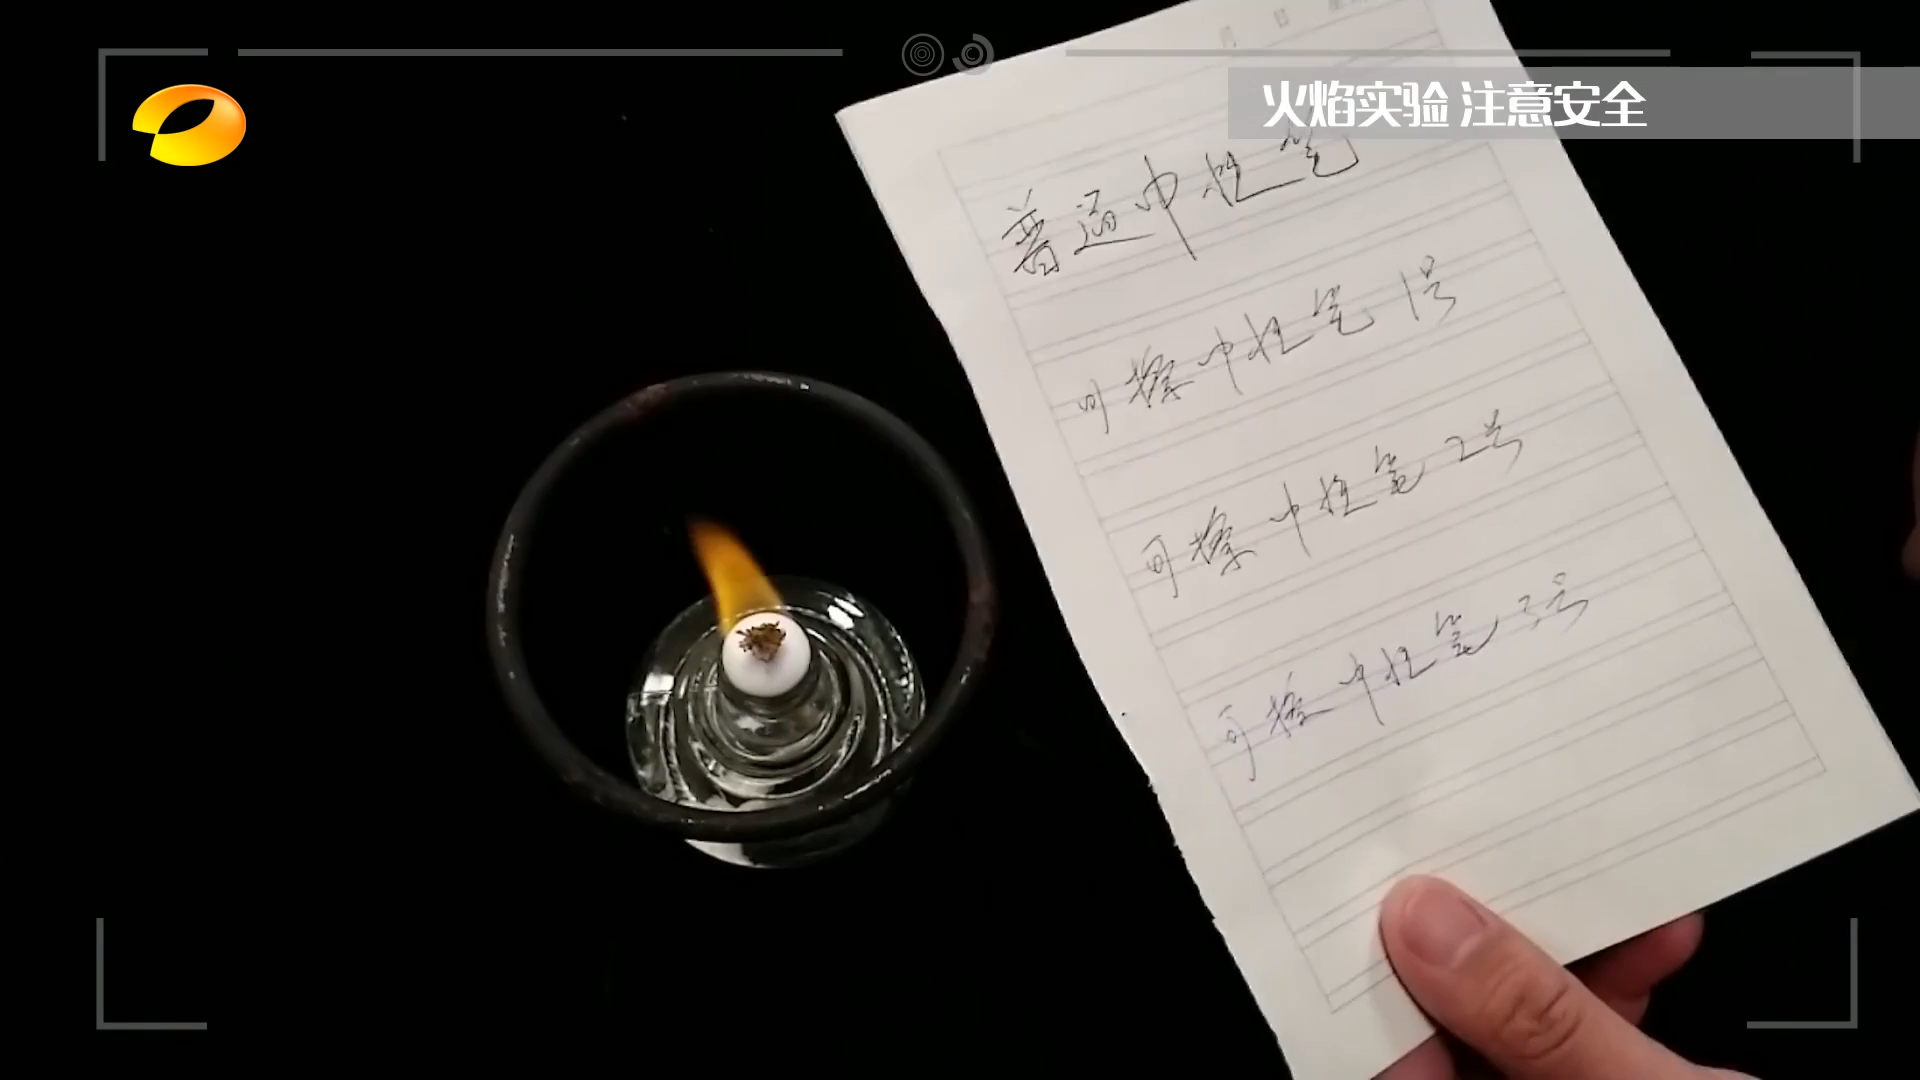 火焰实验 注意安全
普通中性笔
可擦中性笔 1号
可擦中性笔 2号
可擦中性笔 3号